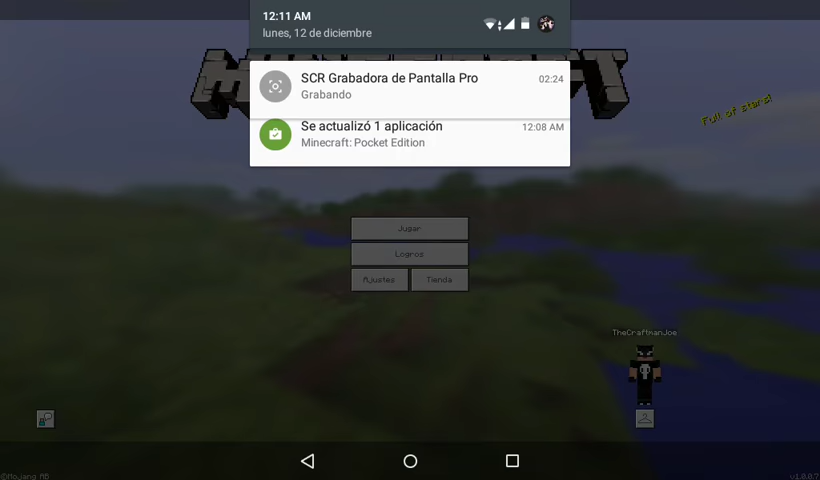 12:11 AM
lunes, 12 de diciembre
SCR Grabadora de Pantalla Pro
02:24
Grabando
Se actualizó 1 aplicación
12:08 AM
Minecraft: Pocket Edition
Full of stars!
Jugar
Logros
Ajustes
Tienda
TheCraftmanJoe
©Mojang AB
v1.0.0.7